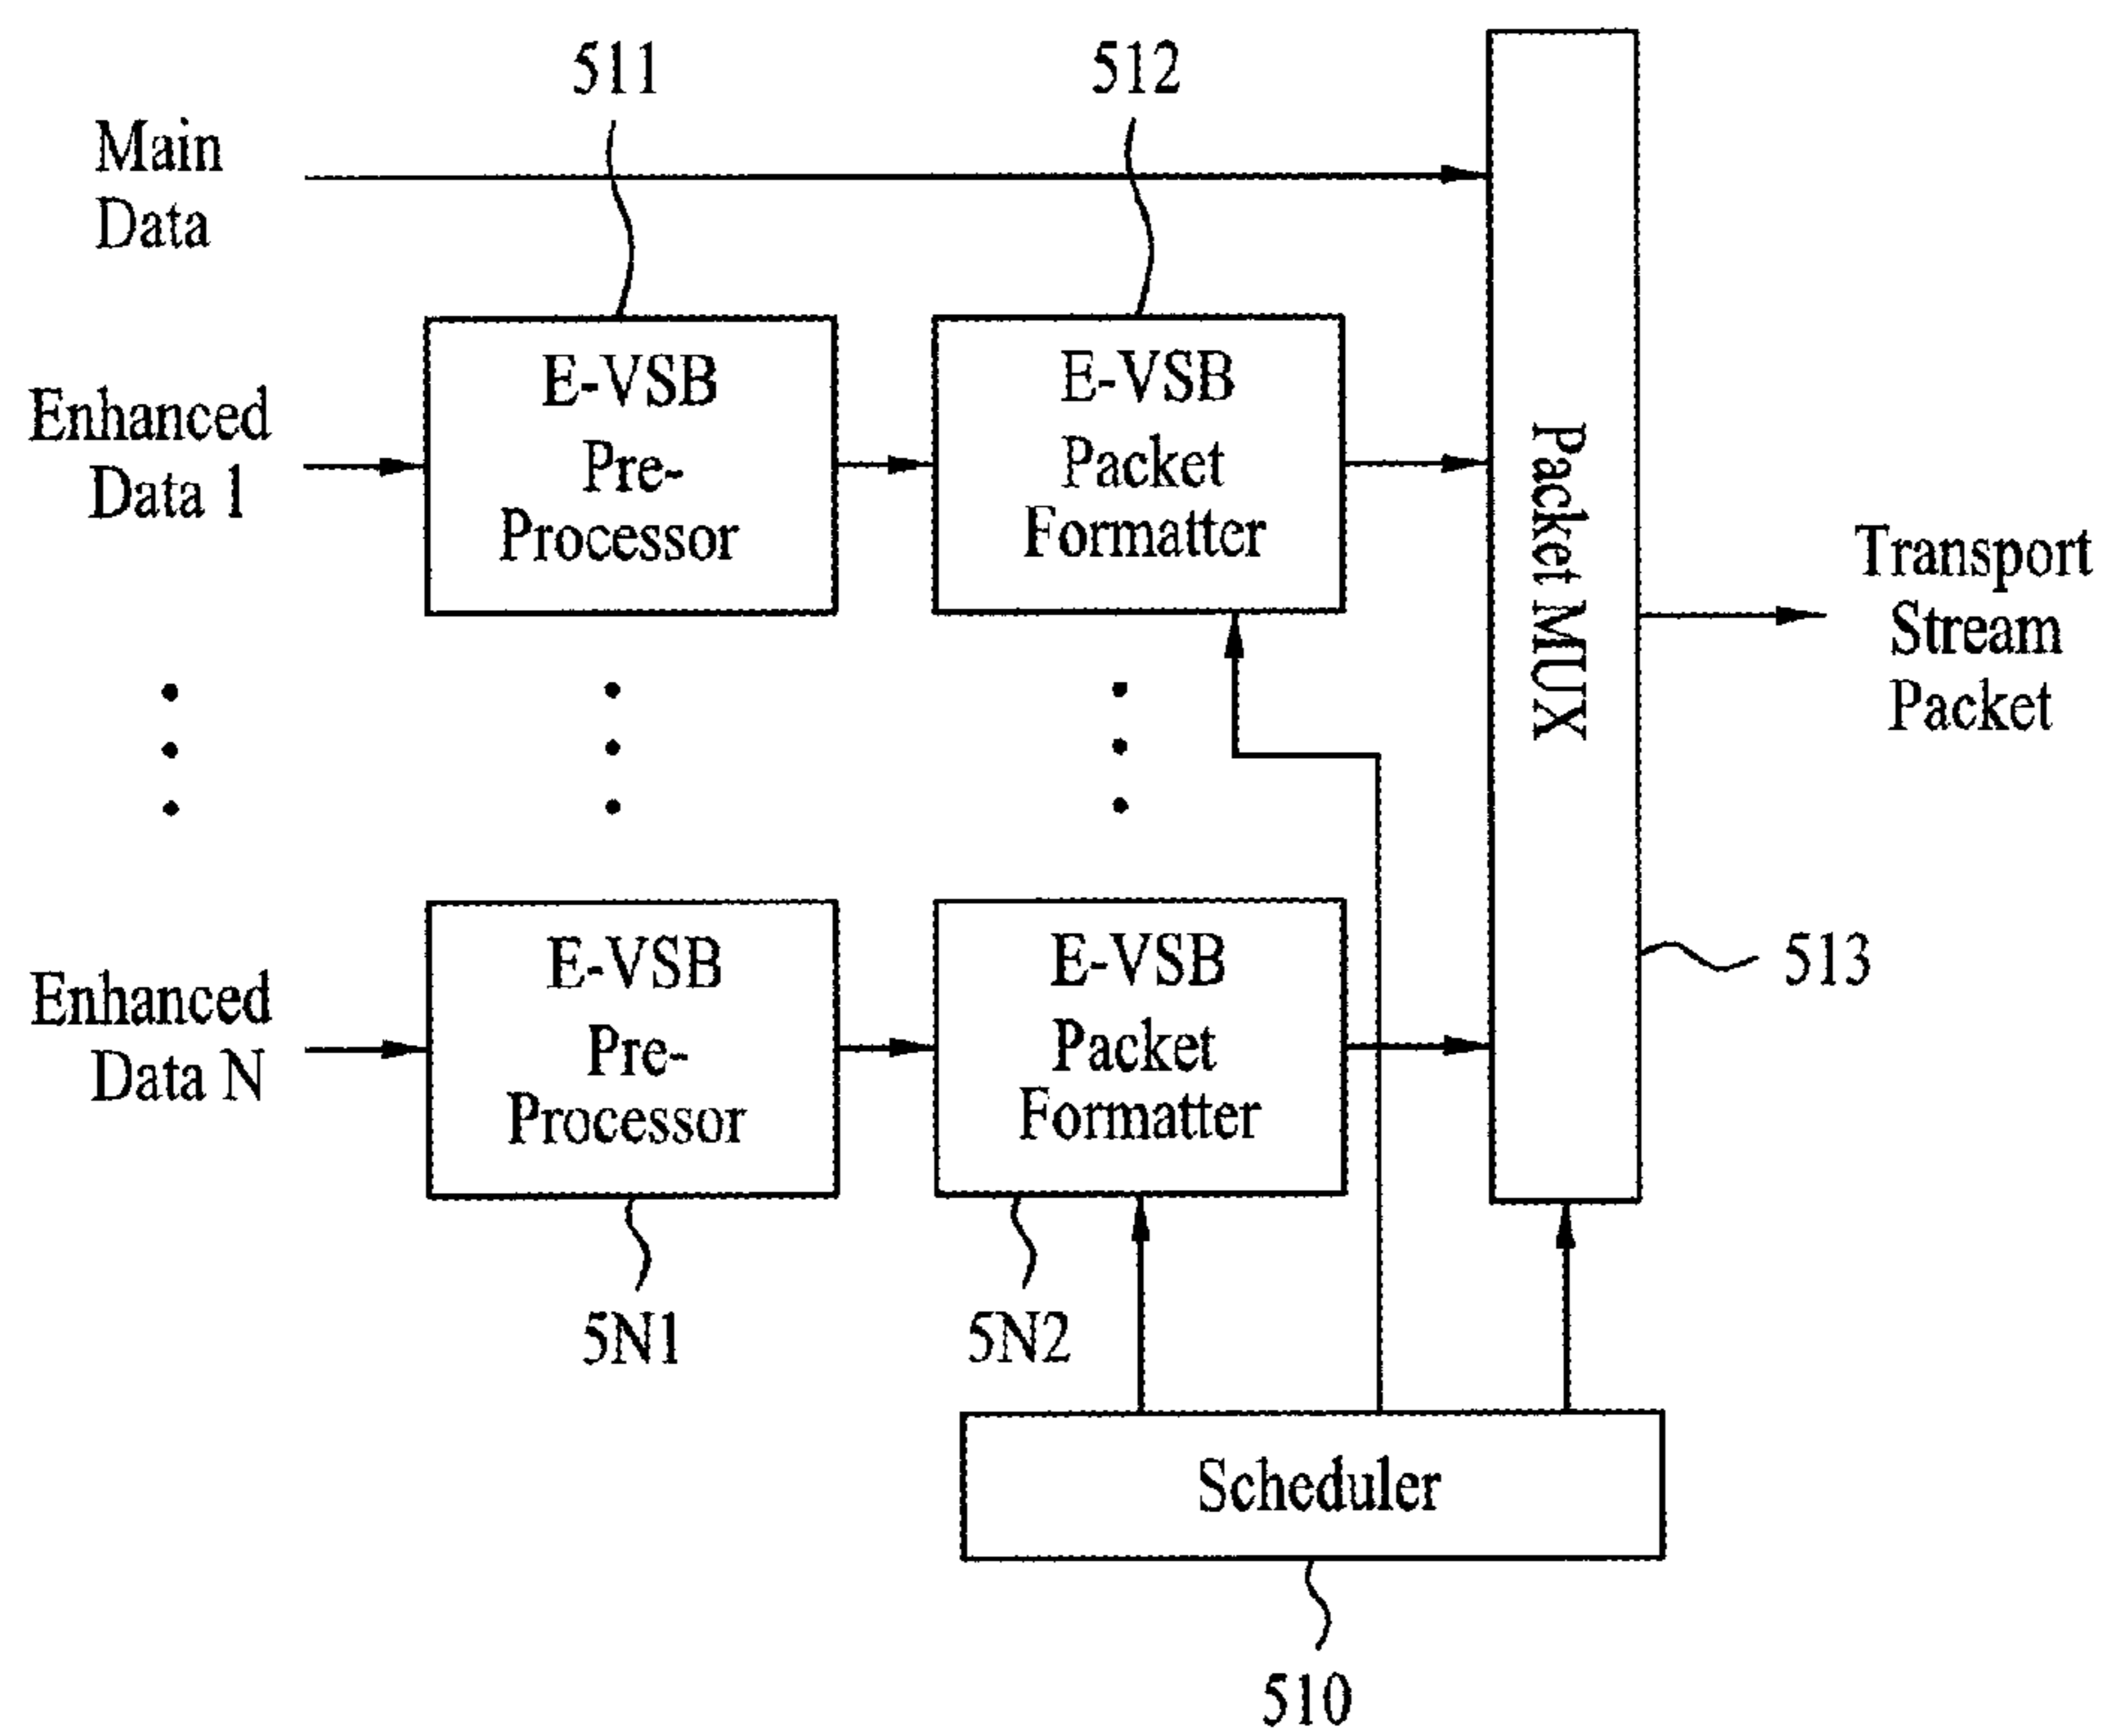 511
512
Main
Data
E-VSB
Pre-
Processor
E-VSB
Packet
Formatter
Enhanced
Data 1
Packet MUX
Transport
Stream
Packet
E-VSB
Pre-
Processor
E-VSB
Packet
Formatter
Enhanced
Data N
513
5N1
5N2
Scheduler
510